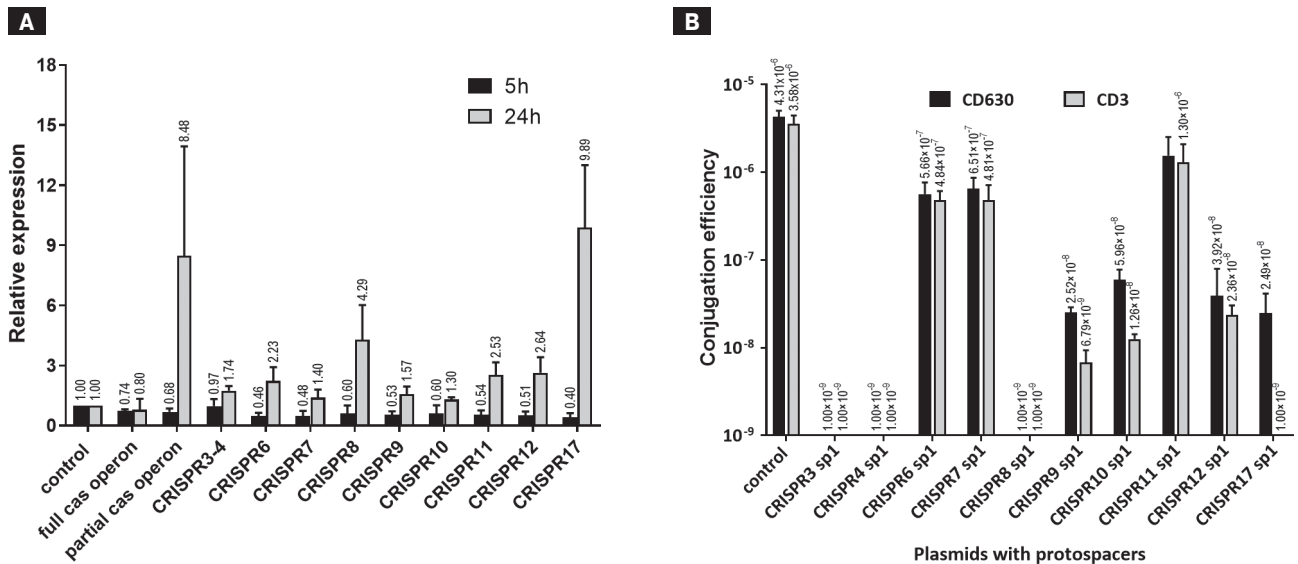 A
Relative expression
18
15
12
9
6
3
0
5h
24h
1.00
1.00
0.74
0.80
0.68
8.48
0.97
1.74
0.46
2.23
0.48
1.40
0.60
4.29
0.53
1.57
0.60
1.30
0.54
2.53
0.51
2.64
0.40
9.89
control
full cas operon
partial cas operon
CRISPR3-4
CRISPR6
CRISPR7
CRISPR8
CRISPR9
CRISPR10
CRISPR11
CRISPR12
CRISPR17
B
Conjugation efficiency
10⁻⁵
10⁻⁶
10⁻⁷
10⁻⁸
10⁻⁹
CD630
CD3
4.31×10⁻⁶
3.58×10⁻⁶
1.00×10⁻⁹
1.00×10⁻⁹
1.00×10⁻⁹
1.00×10⁻⁹
5.66×10⁻⁷
4.84×10⁻⁷
6.51×10⁻⁷
4.81×10⁻⁷
1.00×10⁻⁹
1.00×10⁻⁹
2.52×10⁻⁸
6.79×10⁻⁹
5.96×10⁻⁸
1.26×10⁻⁸
1.30×10⁻⁶
3.92×10⁻⁸
2.36×10⁻⁸
2.49×10⁻⁸
1.00×10⁻⁹
control
CRISPR3 sp1
CRISPR4 sp1
CRISPR6 sp1
CRISPR7 sp1
CRISPR8 sp1
CRISPR9 sp1
CRISPR10 sp1
CRISPR11 sp1
CRISPR12 sp1
CRISPR17 sp1
Plasmids with protospacers